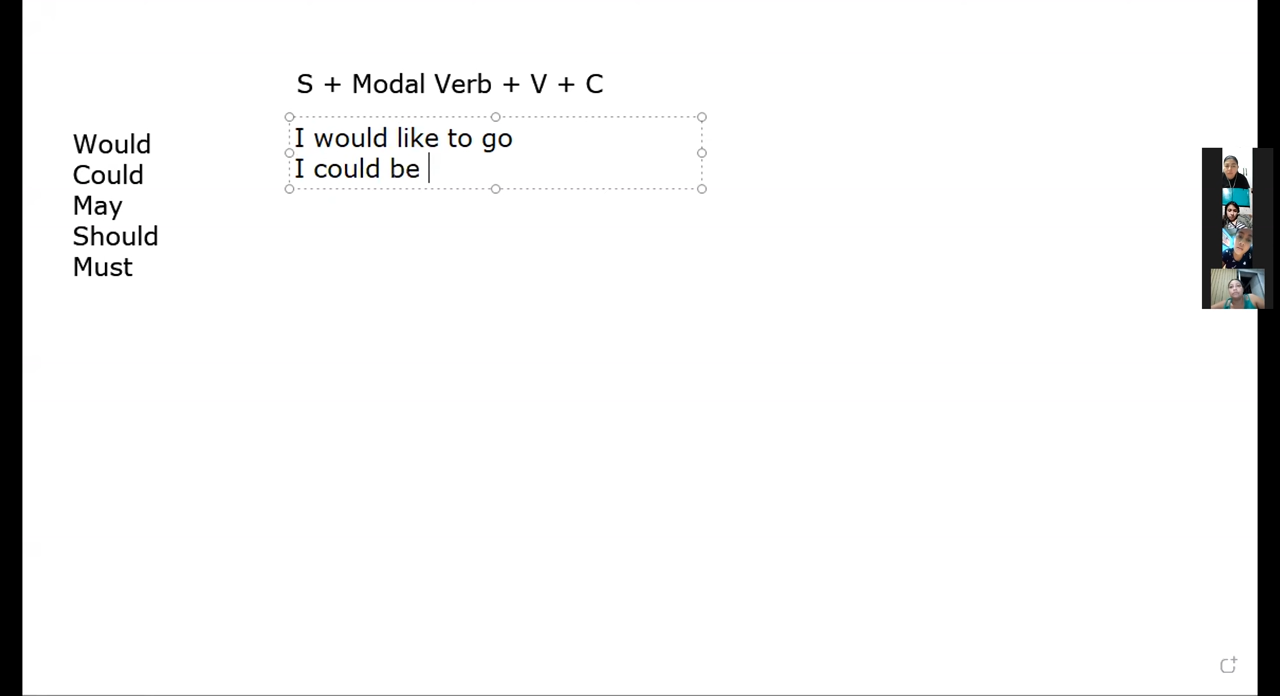 S + Modal Verb + V + C
Would
Could
May
Should
Must
I would like to go
I could be